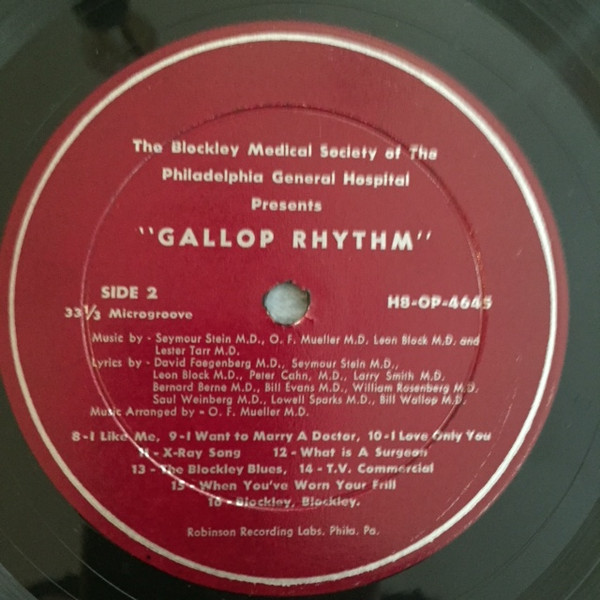 The Blockley Medical Society of The
Philadelphia General Hospital
Presents
"GALLOP RHYTHM"
SIDE 2
33⅓ Microgroove
H8-OP-4645
Music by - Seymour Stein M.D., O. F. Mueller M.D. Leon Block M.D. and
Lester Tarr M.D.
Lyrics by - David Faegenberg M.D., Seymour Stein M.D.,
Leon Block M.D., Peter Cahn, M.D., Larry Smith M.D.
Bernard Berne M.D., Bill Evans M.D., William Rosenberg M.D.
Saul Weinberg M.D., Lowell Sparks M.D., Bill Wallop M.D.
Music Arranged by - O. F. Mueller M.D.
8-I Like Me, 9-I Want to Marry A Doctor, 10-I Love Only You
11 - X-Ray Song 12 - What is A Surgeon
13 - The Blockley Blues, 14 - T.V. Commercial
15 - When You've Worn Your Frill
16 - Blockley, Blockley.
Robinson Recording Labs. Phila, Pa.